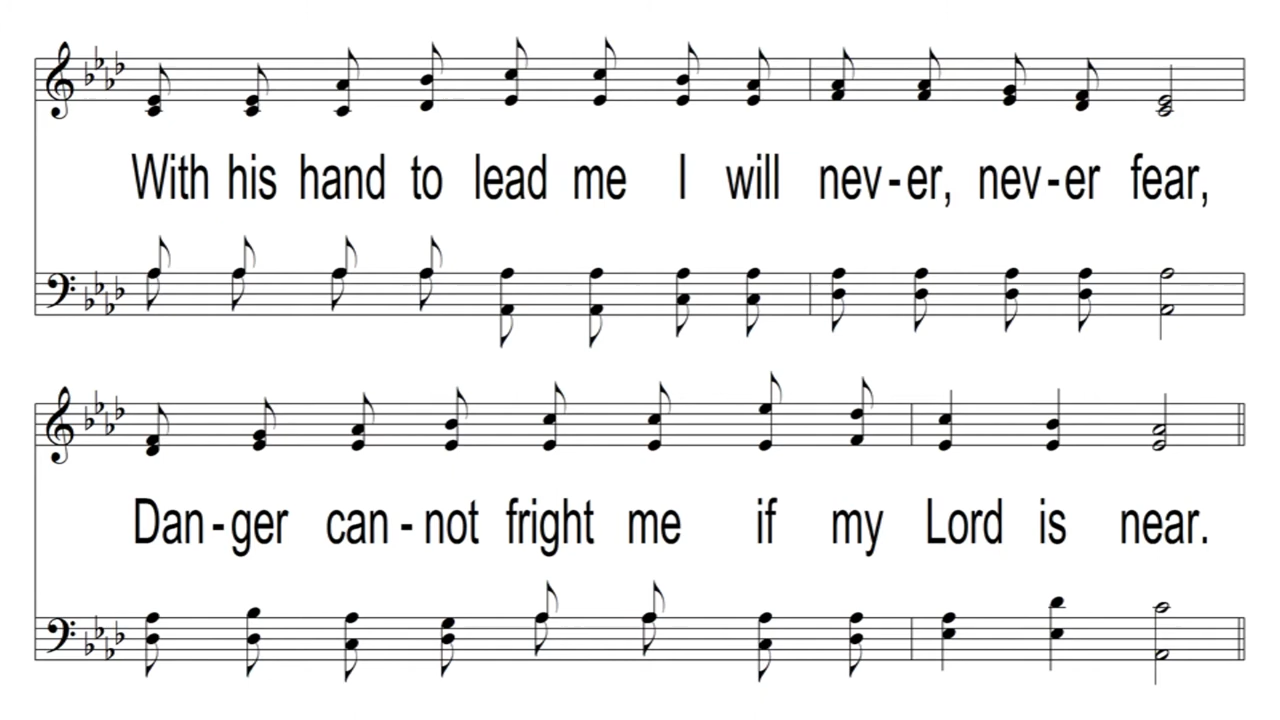 With his hand to lead me I will nev-er, nev-er fear,
Dan-ger can-not fright me if my Lord is near.